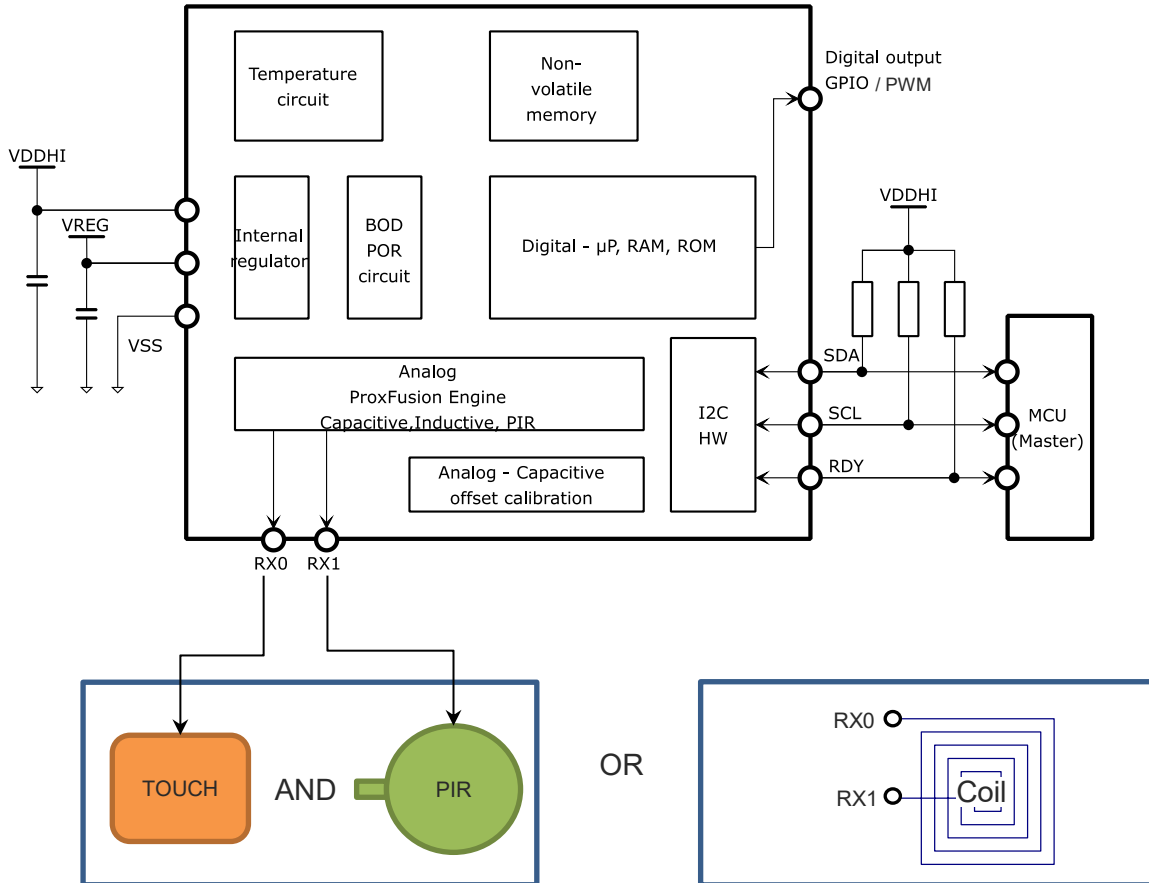 Temperature
circuit
Non-
volatile
memory
Digital output
GPIO / PWM
VDDHI
VREG
VSS
Internal
regulator
BOD
POR
circuit
Digital - µP, RAM, ROM
VDDHI
Analog
ProxFusion Engine
Capacitive,Inductive, PIR
Analog - Capacitive
offset calibration
I2C
HW
SDA
SCL
RDY
MCU
(Master)
RX0
RX1
TOUCH
AND
PIR
OR
RX0
RX1
Coil